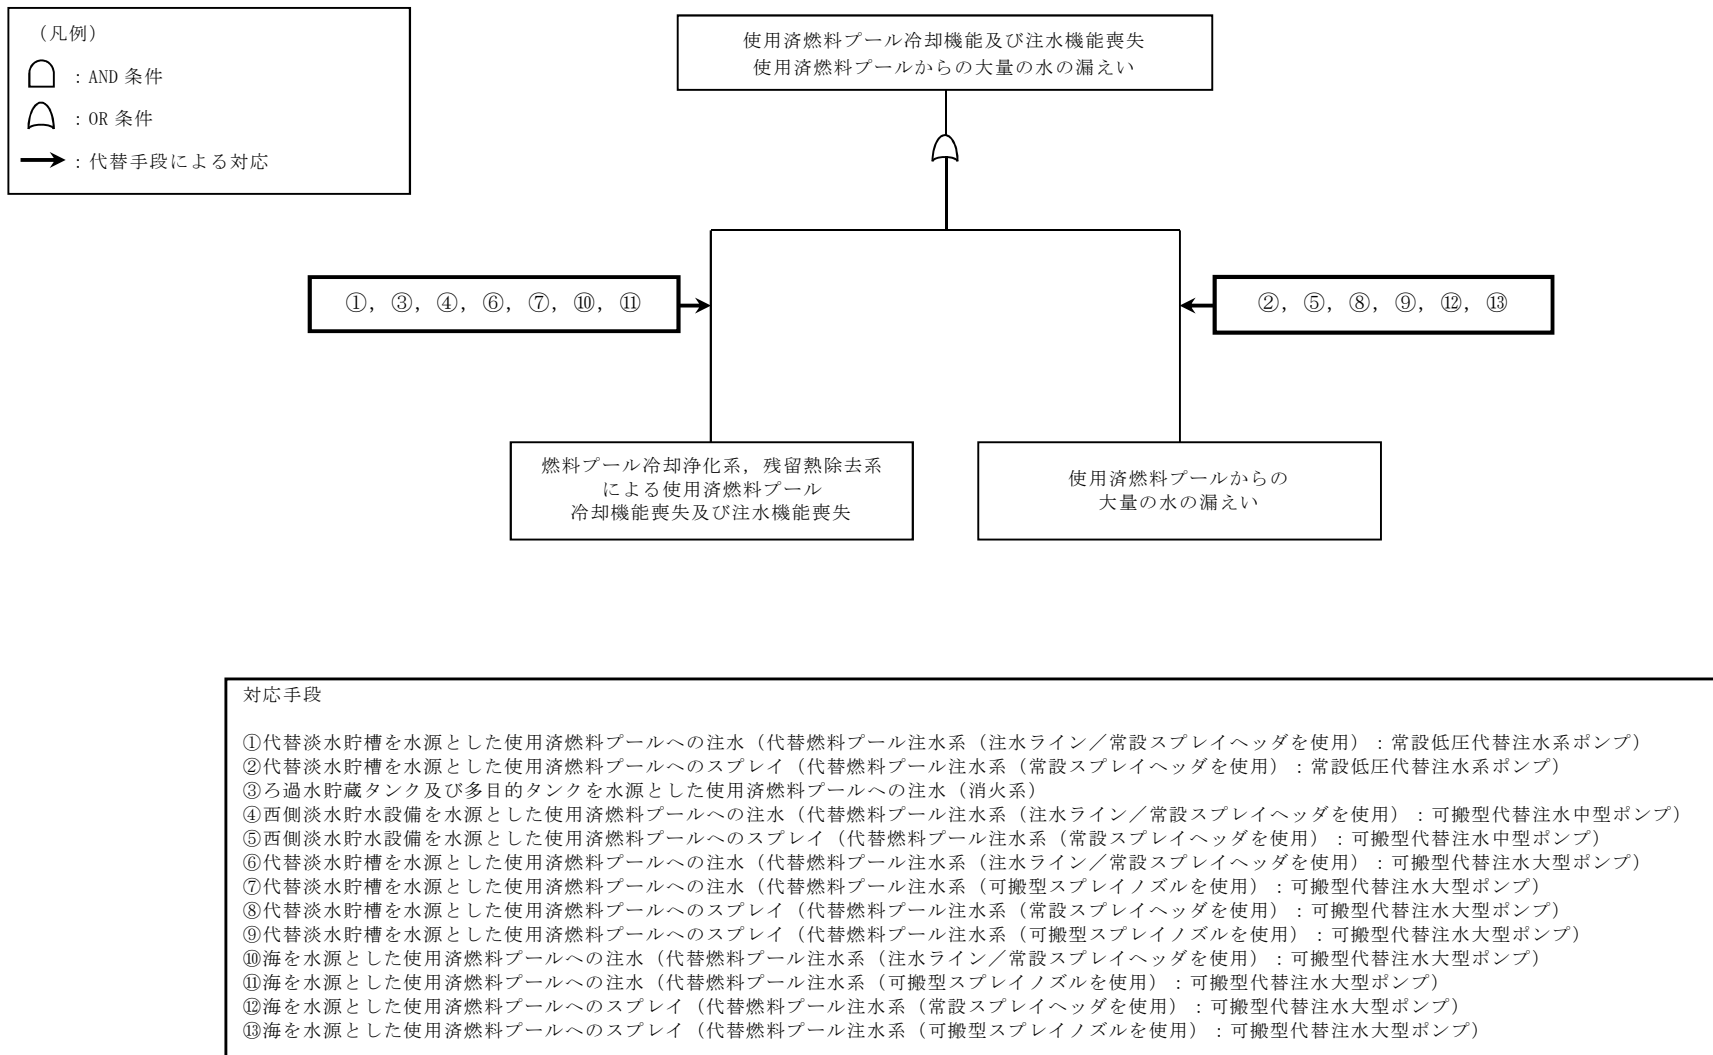 （凡例）
：AND 条件
：OR 条件
：代替手段による対応
使用済燃料プール冷却機能及び注水機能喪失
使用済燃料プールからの大量の水の漏えい
①，③，④，⑥，⑦，⑩，⑪
②，⑤，⑧，⑨，⑫，⑬
燃料プール冷却浄化系，残留熱除去系
による使用済燃料プール
冷却機能喪失及び注水機能喪失
使用済燃料プールからの
大量の水の漏えい
対応手段
①代替淡水貯槽を水源とした使用済燃料プールへの注水（代替燃料プール注水系（注水ライン／常設スプレイヘッダを使用）：常設低圧代替注水系ポンプ）
②代替淡水貯槽を水源とした使用済燃料プールへのスプレイ（代替燃料プール注水系（常設スプレイヘッダを使用）：常設低圧代替注水系ポンプ）
③ろ過水貯蔵タンク及び多目的タンクを水源とした使用済燃料プールへの注水（消火系）
④西側淡水貯水設備を水源とした使用済燃料プールへの注水（代替燃料プール注水系（注水ライン／常設スプレイヘッダを使用）：可搬型代替注水中型ポンプ）
⑤西側淡水貯水設備を水源とした使用済燃料プールへのスプレイ（代替燃料プール注水系（常設スプレイヘッダを使用）：可搬型代替注水中型ポンプ）
⑥代替淡水貯槽を水源とした使用済燃料プールへの注水（代替燃料プール注水系（注水ライン／常設スプレイヘッダを使用）：可搬型代替注水大型ポンプ）
⑦代替淡水貯槽を水源とした使用済燃料プールへの注水（代替燃料プール注水系（可搬型スプレイノズルを使用）：可搬型代替注水大型ポンプ）
⑧代替淡水貯槽を水源とした使用済燃料プールへのスプレイ（代替燃料プール注水系（常設スプレイヘッダを使用）：可搬型代替注水大型ポンプ）
⑨代替淡水貯槽を水源とした使用済燃料プールへのスプレイ（代替燃料プール注水系（可搬型スプレイノズルを使用）：可搬型代替注水大型ポンプ）
⑩海を水源とした使用済燃料プールへの注水（代替燃料プール注水系（注水ライン／常設スプレイヘッダを使用）：可搬型代替注水大型ポンプ）
⑪海を水源とした使用済燃料プールへの注水（代替燃料プール注水系（可搬型スプレイノズルを使用）：可搬型代替注水大型ポンプ）
⑫海を水源とした使用済燃料プールへのスプレイ（代替燃料プール注水系（常設スプレイヘッダを使用）：可搬型代替注水大型ポンプ）
⑬海を水源とした使用済燃料プールへのスプレイ（代替燃料プール注水系（可搬型スプレイノズルを使用）：可搬型代替注水大型ポンプ）